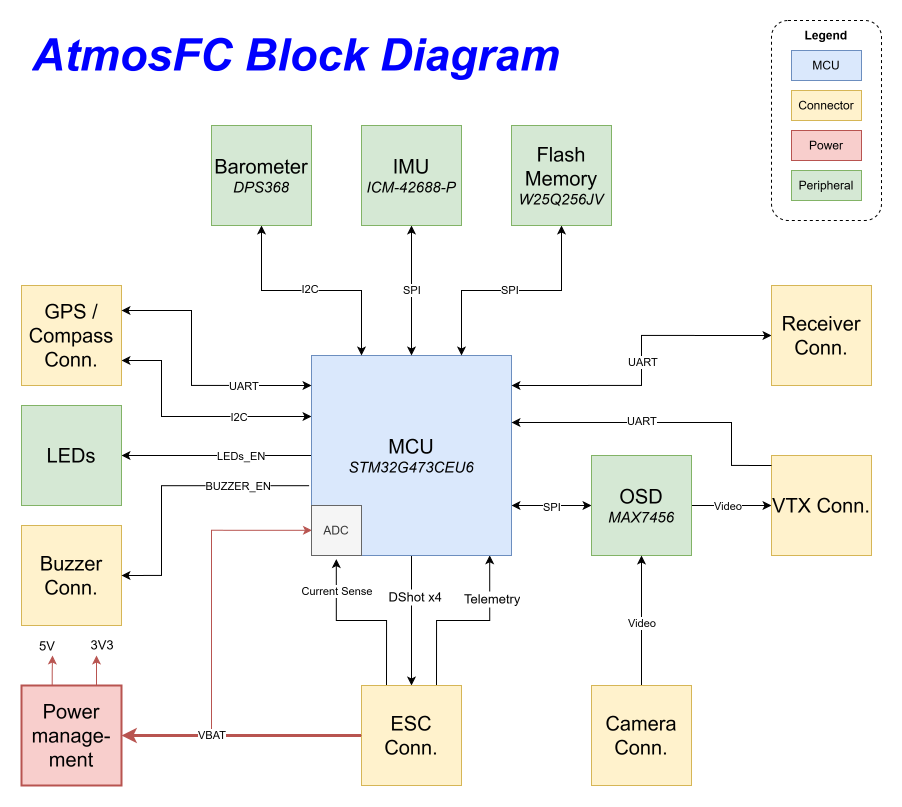 AtmosFC Block Diagram
Legend
MCU
Connector
Power
Peripheral
Barometer
DPS368
IMU
ICM-42688-P
Flash
Memory
W25Q256JV
I2C
SPI
SPI
GPS /
Compass
Conn.
Receiver
Conn.
UART
I2C
UART
UART
LEDs
LEDs_EN
BUZZER_EN
MCU
STM32G473CEU6
ADC
SPI
OSD
MAX7456
Video
VTX Conn.
Buzzer
Conn.
Current Sense
DShot x4
Telemetry
Video
5V
3V3
Power
manage-
ment
VBAT
ESC
Conn.
Camera
Conn.